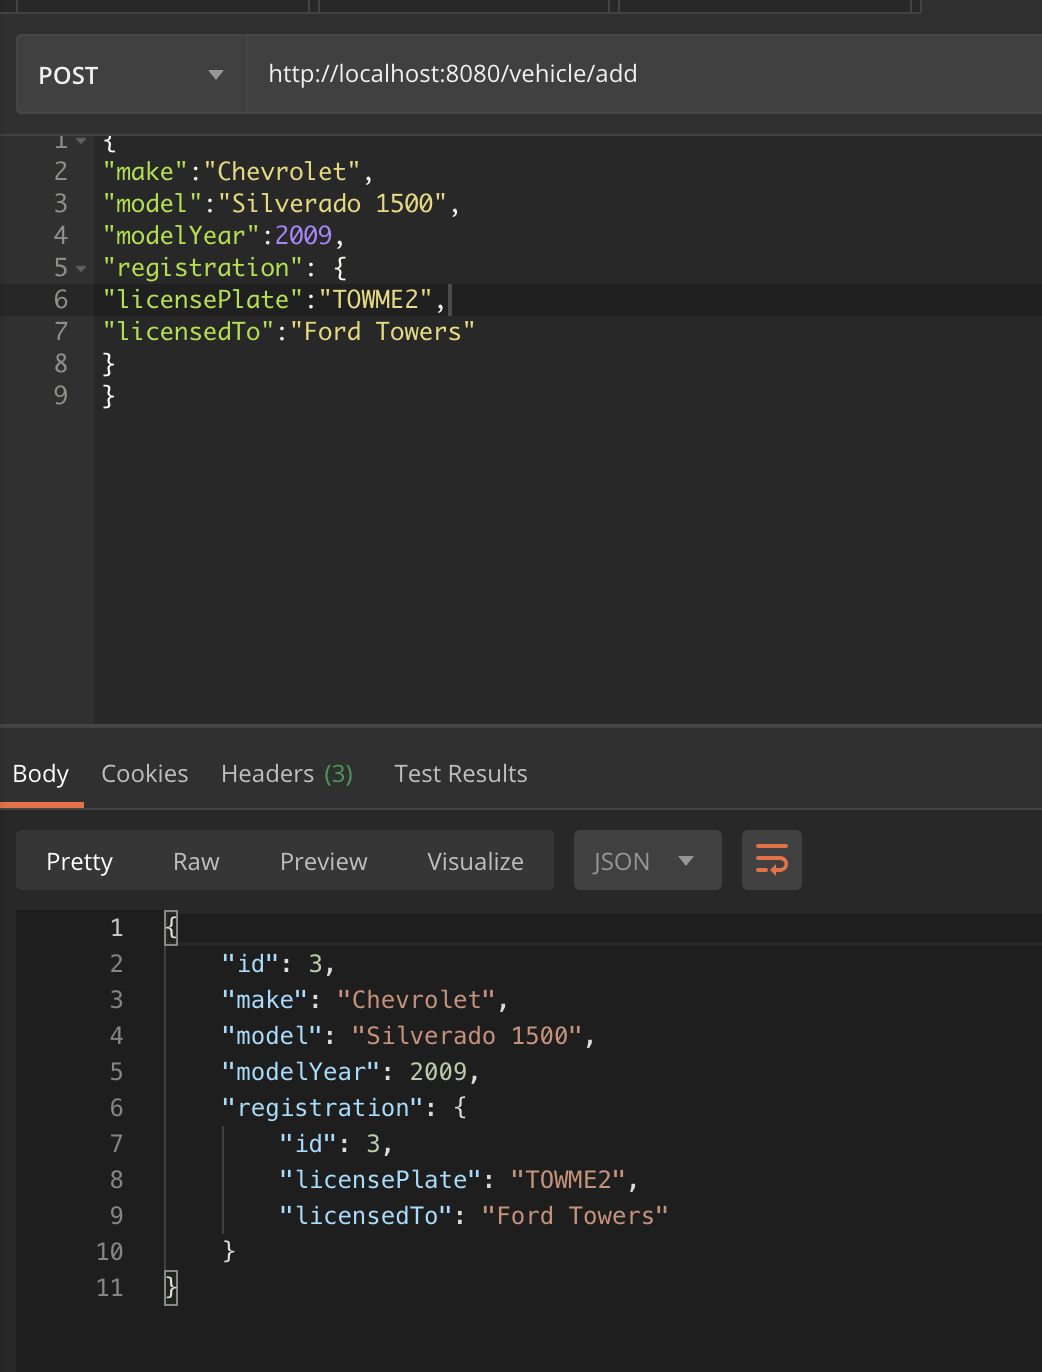 POST http://localhost:8080/vehicle/add
1 {
2 "make":"Chevrolet",
3 "model":"Silverado 1500",
4 "modelYear":2009,
5 "registration": {
6 "licensePlate":"TOWME2",
7 "licensedTo":"Ford Towers"
8 }
9 }
Body Cookies Headers (3) Test Results
Pretty Raw Preview Visualize JSON
1 {
2 "id": 3,
3 "make": "Chevrolet",
4 "model": "Silverado 1500",
5 "modelYear": 2009,
6 "registration": {
7 "id": 3,
8 "licensePlate": "TOWME2",
9 "licensedTo": "Ford Towers"
10 }
11 }